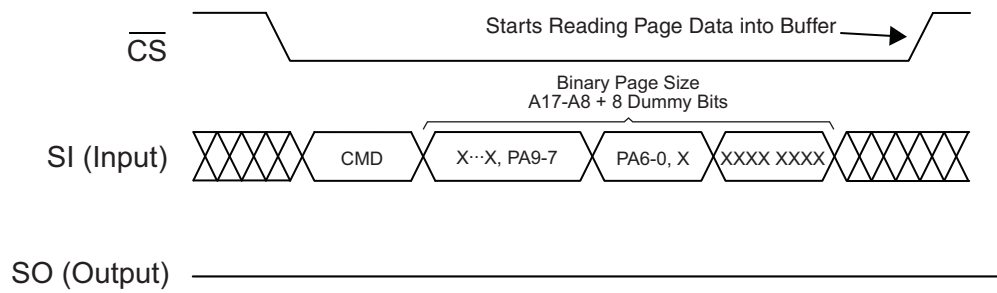 Starts Reading Page Data into Buffer
CS
Binary Page Size
A17-A8 + 8 Dummy Bits
SI (Input) CMD X···X, PA9-7 PA6-0, X XXXX XXXX
SO (Output)